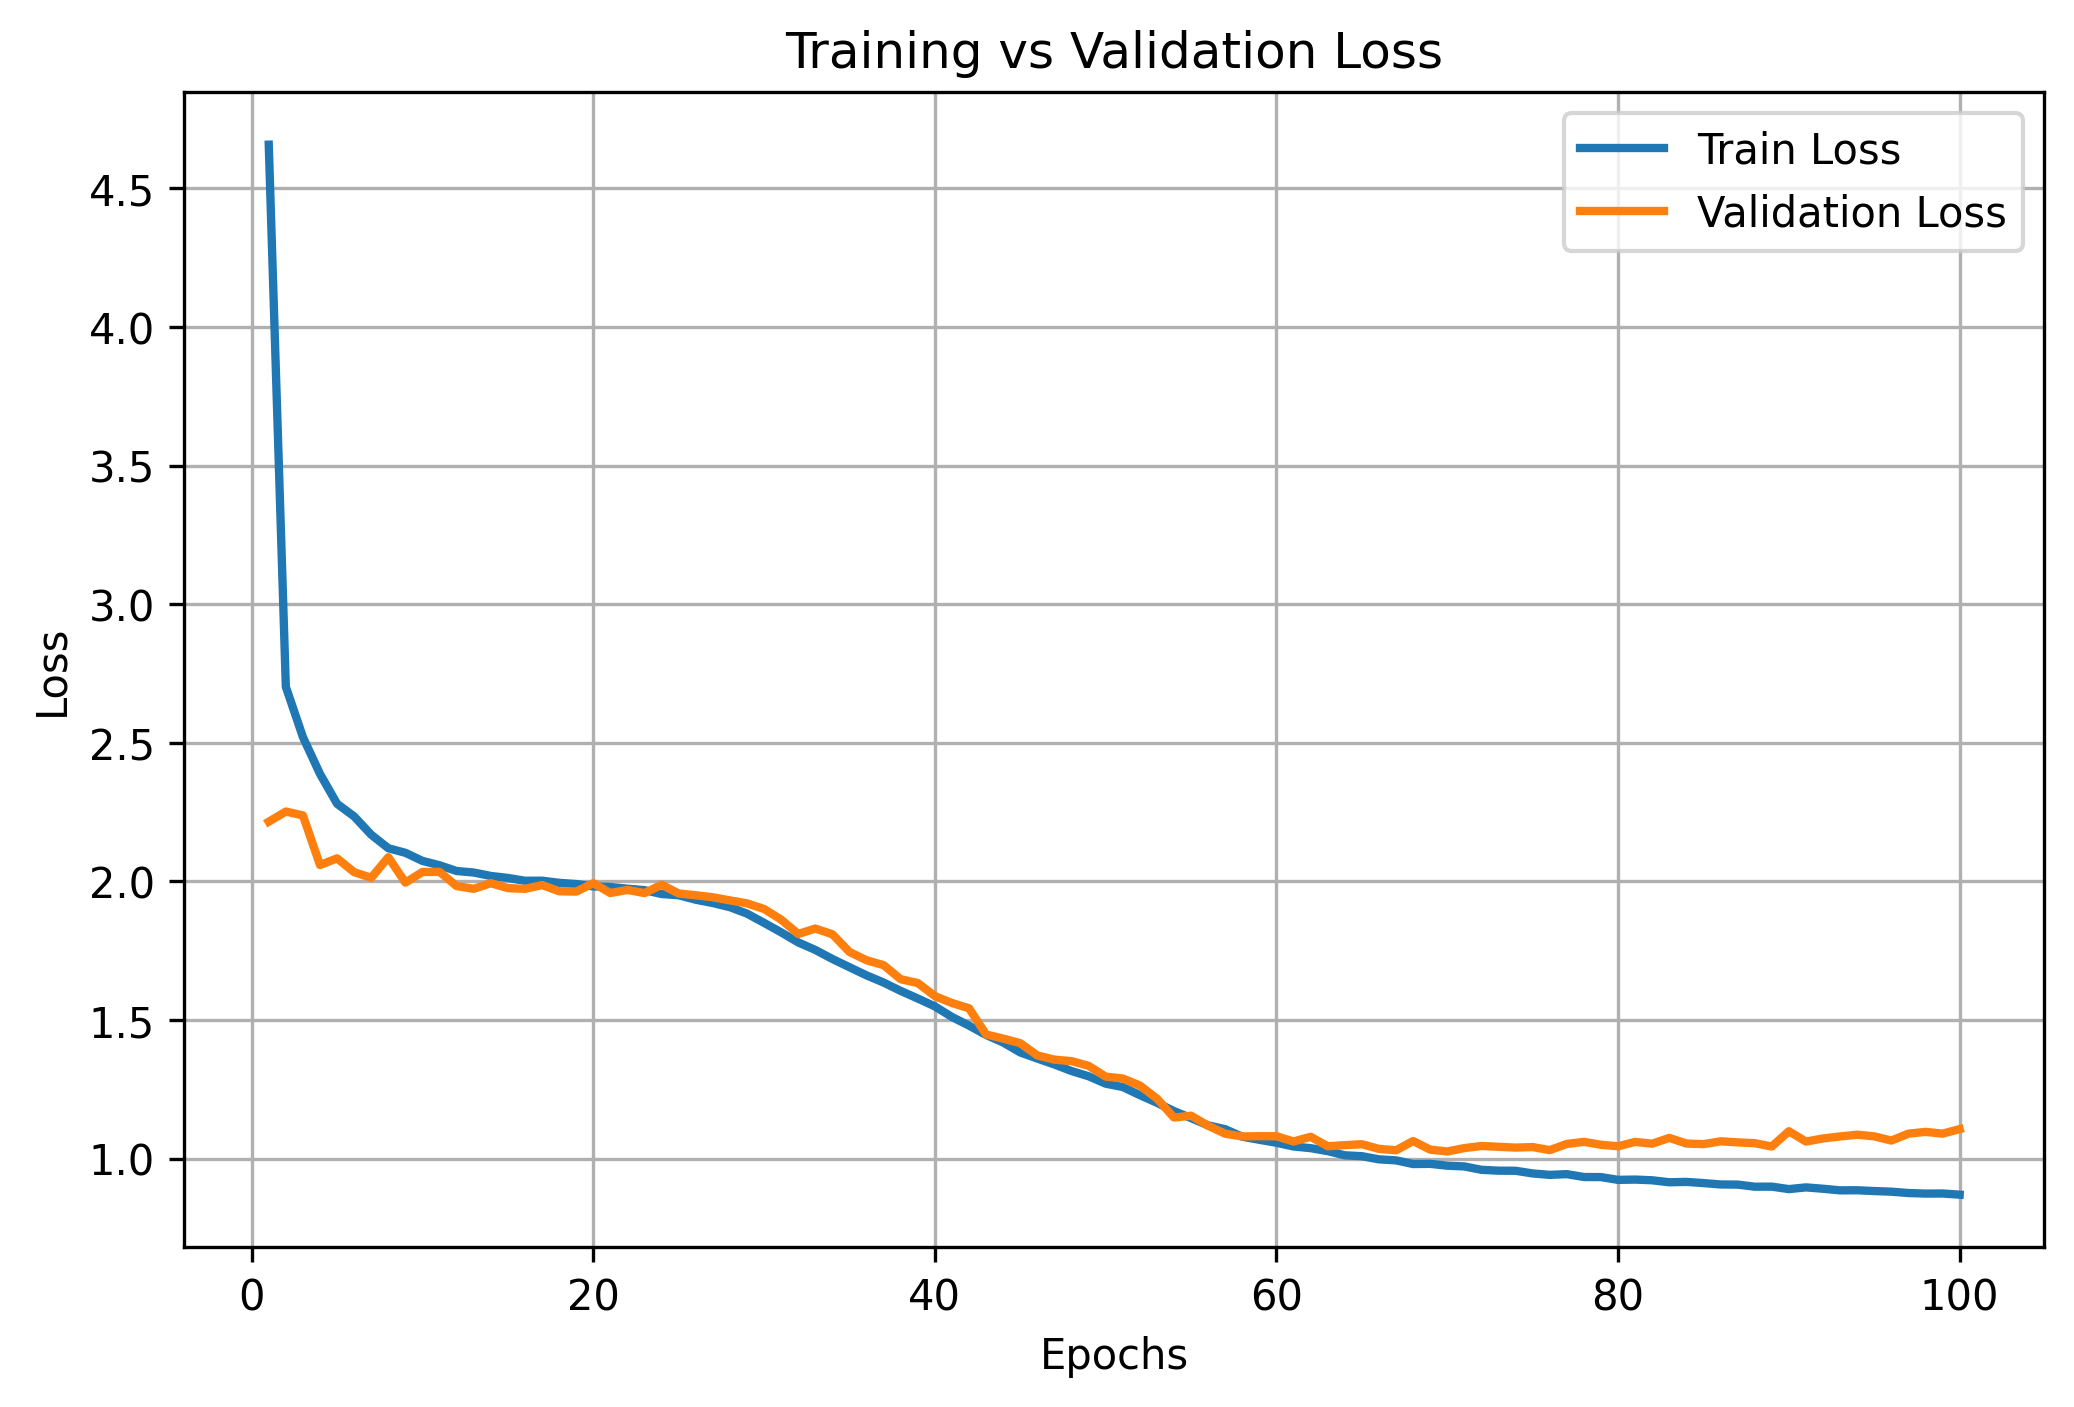 Training vs Validation Loss
Train Loss
Validation Loss
4.5
4.0
3.5
3.0
2.5
2.0
1.5
1.0
Loss
0 20 40 60 80 100
Epochs